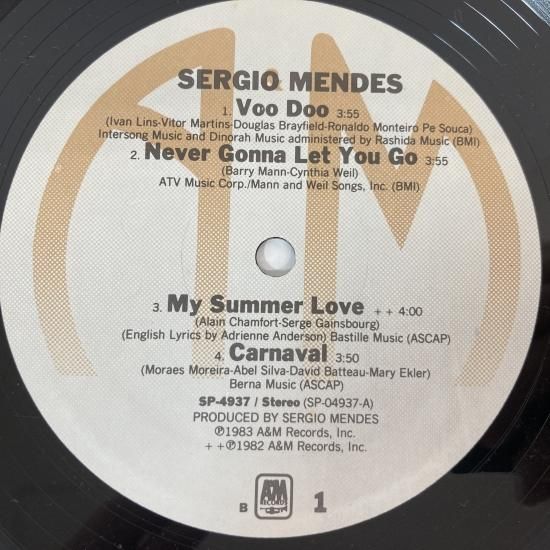 SERGIO MENDES
1. Voo Doo 3:55
(Ivan Lins-Vitor Martins-Douglas Brayfield-Ronaldo Monteiro Pe Souca)
Intersong Music and Dinorah Music administered by Rashida Music (BMI)
2. Never Gonna Let You Go 3:55
(Barry Mann-Cynthia Weil)
ATV Music Corp./Mann and Weil Songs, Inc. (BMI)
3. My Summer Love ++ 4:00
(Alain Chamfort-Serge Gainsbourg)
(English Lyrics by Adrienne Anderson) Bastille Music (ASCAP)
4. Carnaval 3:50
(Moraes Moreira-Abel Silva-David Batteau-Mary Ekler)
Berna Music (ASCAP)
SP-4937 / Stereo (SP-04937-A)
PRODUCED BY SERGIO MENDES
℗1983 A&M Records, Inc.
++℗1982 A&M Records, Inc.
B A&M RECORDS 1